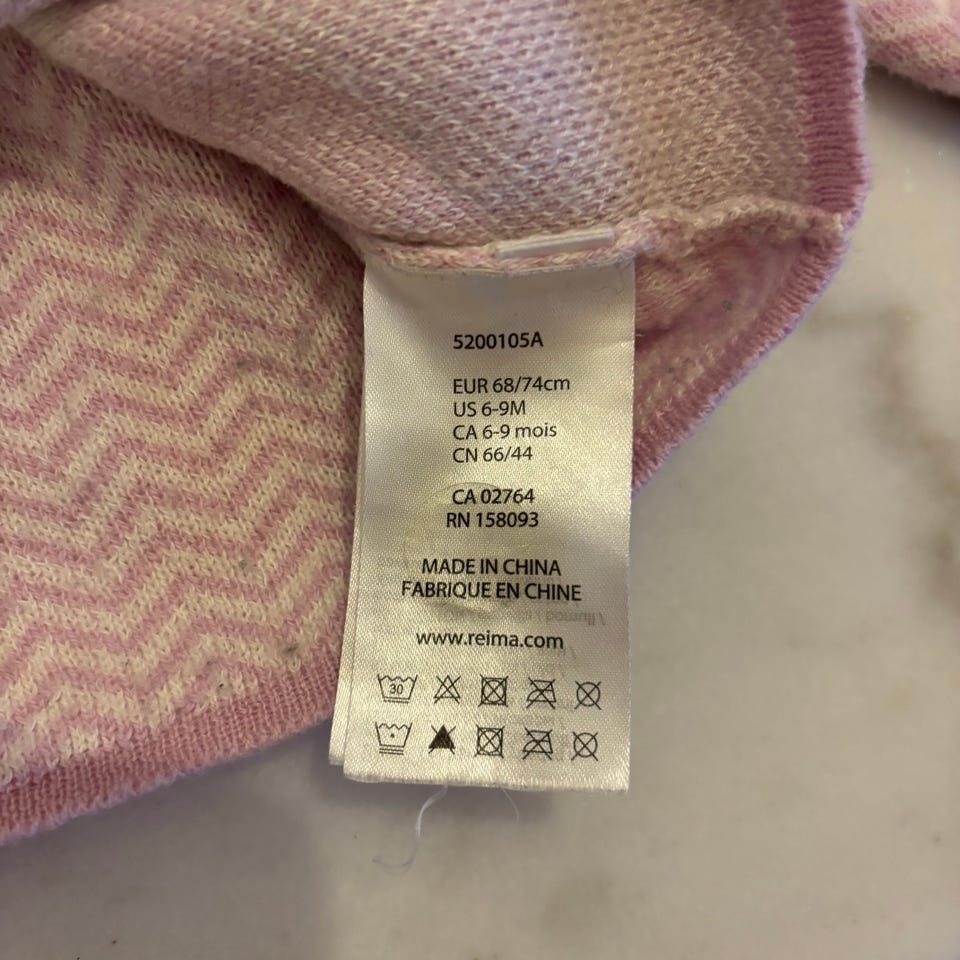 5200105A
EUR 68/74cm
US 6-9M
CA 6-9 mois
CN 66/44
CA 02764
RN 158093
MADE IN CHINA
FABRIQUE EN CHINE
www.reima.com
30